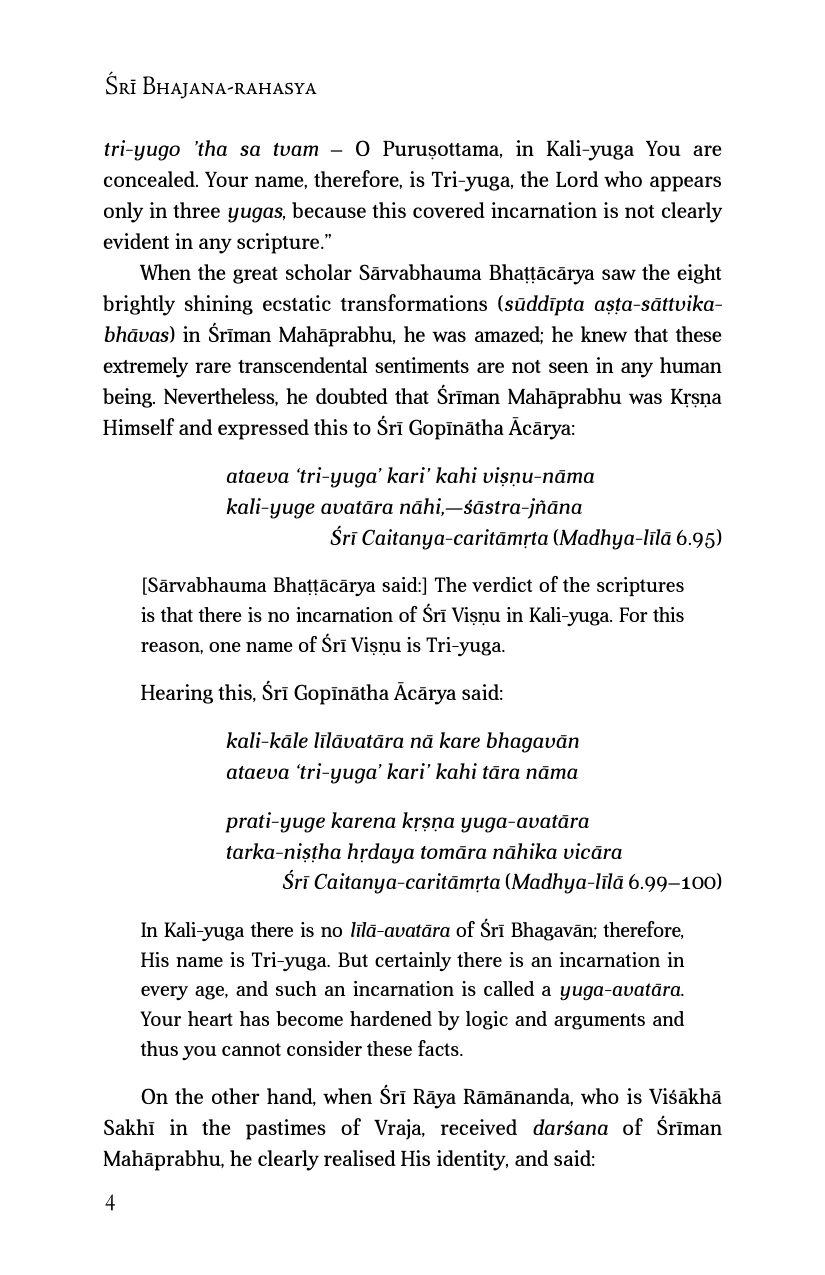 Śrī Bhajana-rahasya
tri-yugo ’tha sa tvam – O Puruṣottama, in Kali-yuga You are
concealed. Your name, therefore, is Tri-yuga, the Lord who appears
only in three yugas, because this covered incarnation is not clearly
evident in any scripture.”
When the great scholar Sārvabhauma Bhaṭṭācārya saw the eight
brightly shining ecstatic transformations (sūddīpta aṣṭa-sāttvika-
bhāvas) in Śrīman Mahāprabhu, he was amazed; he knew that these
extremely rare transcendental sentiments are not seen in any human
being. Nevertheless, he doubted that Śrīman Mahāprabhu was Kṛṣṇa
Himself and expressed this to Śrī Gopīnātha Ācārya:
ataeva ‘tri-yuga’ kari’ kahi viṣṇu-nāma
kali-yuge avatāra nāhi,—śāstra-jñāna
Śrī Caitanya-caritāmṛta (Madhya-līlā 6.95)
[Sārvabhauma Bhaṭṭācārya said:] The verdict of the scriptures
is that there is no incarnation of Śrī Viṣṇu in Kali-yuga. For this
reason, one name of Śrī Viṣṇu is Tri-yuga.
Hearing this, Śrī Gopīnātha Ācārya said:
kali-kāle līlāvatāra nā kare bhagavān
ataeva ‘tri-yuga’ kari’ kahi tāra nāma
prati-yuge karena kṛṣṇa yuga-avatāra
tarka-niṣṭha hṛdaya tomāra nāhika vicāra
Śrī Caitanya-caritāmṛta (Madhya-līlā 6.99–100)
In Kali-yuga there is no līlā-avatāra of Śrī Bhagavān; therefore,
His name is Tri-yuga. But certainly there is an incarnation in
every age, and such an incarnation is called a yuga-avatāra.
Your heart has become hardened by logic and arguments and
thus you cannot consider these facts.
On the other hand, when Śrī Rāya Rāmānanda, who is Viśākhā
Sakhī in the pastimes of Vraja, received darśana of Śrīman
Mahāprabhu, he clearly realised His identity, and said:
4